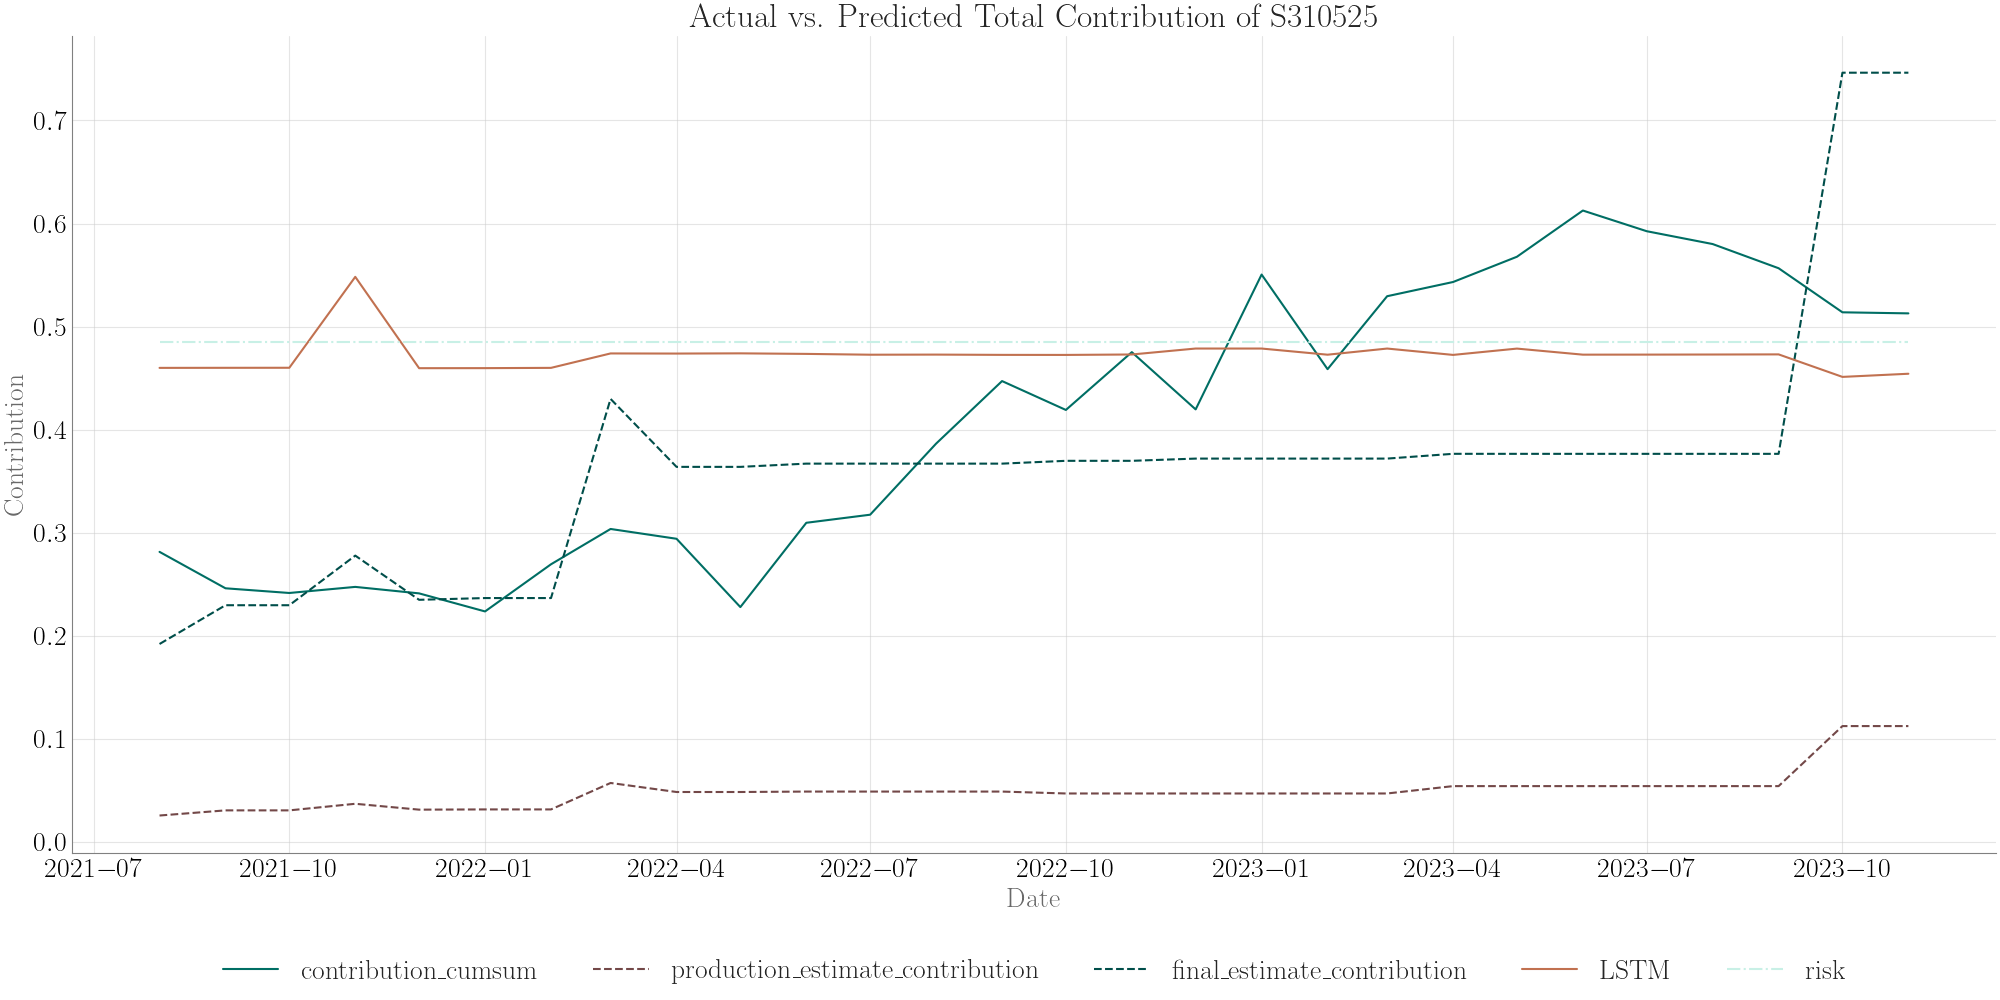 Actual vs. Predicted Total Contribution of S310525
Contribution
0.7
0.6
0.5
0.4
0.3
0.2
0.1
0.0
2021−07 2021−10 2022−01 2022−04 2022−07 2022−10 2023−01 2023−04 2023−07 2023−10
Date
contribution_cumsum production_estimate_contribution final_estimate_contribution LSTM risk